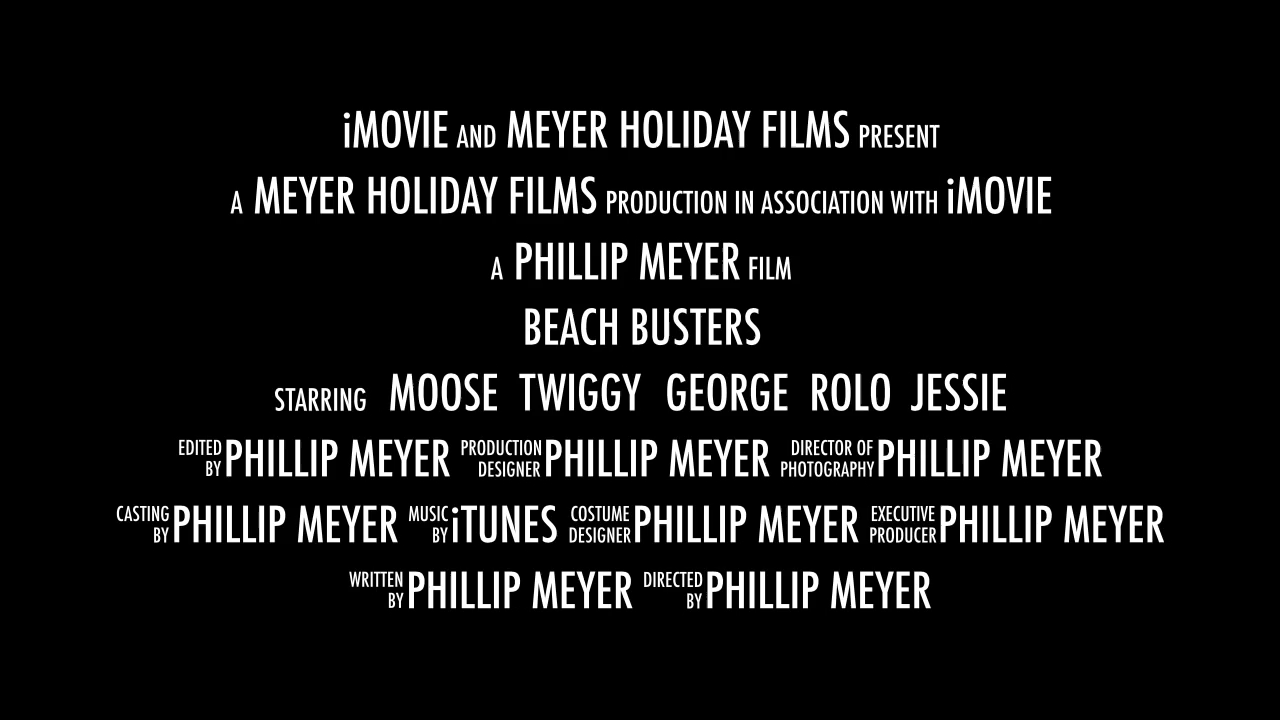 iMOVIE AND MEYER HOLIDAY FILMS PRESENT
A MEYER HOLIDAY FILMS PRODUCTION IN ASSOCIATION WITH iMOVIE
A PHILLIP MEYER FILM
BEACH BUSTERS
STARRING MOOSE TWIGGY GEORGE ROLO JESSIE
EDITED BY PHILLIP MEYER PRODUCTION DESIGNER PHILLIP MEYER DIRECTOR OF PHOTOGRAPHY PHILLIP MEYER
CASTING BY PHILLIP MEYER MUSIC BY iTUNES COSTUME DESIGNER PHILLIP MEYER EXECUTIVE PRODUCER PHILLIP MEYER
WRITTEN BY PHILLIP MEYER DIRECTED BY PHILLIP MEYER